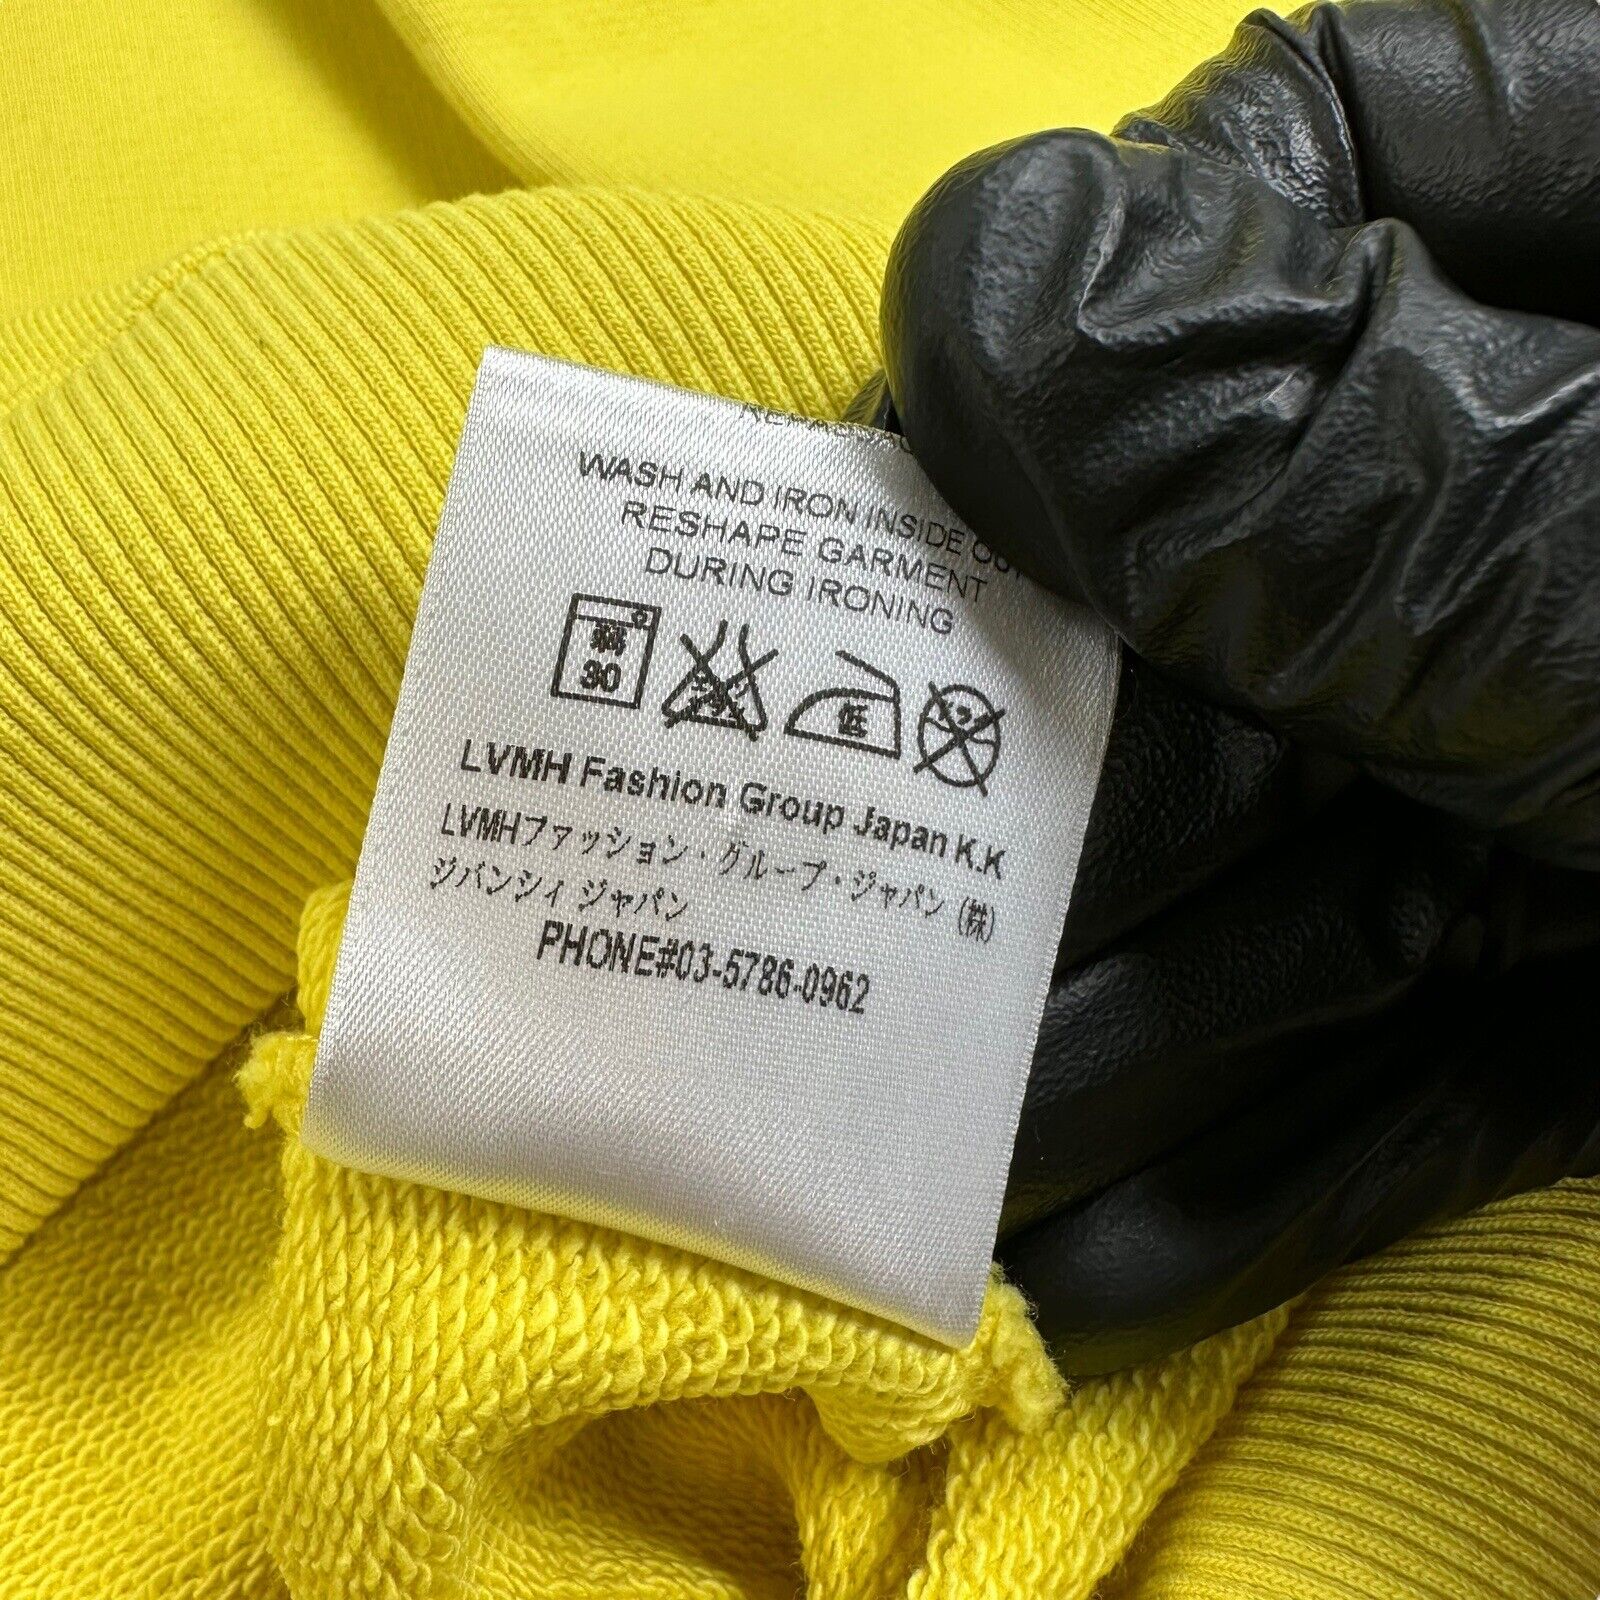 WASH AND IRON INSIDE OUT
RESHAPE GARMENT
DURING IRONING
弱 30 低
LVMH Fashion Group Japan K.K
LVMHファッション・グループ・ジャパン (株)
ジバンシィ ジャパン
PHONE#03-5786-0962